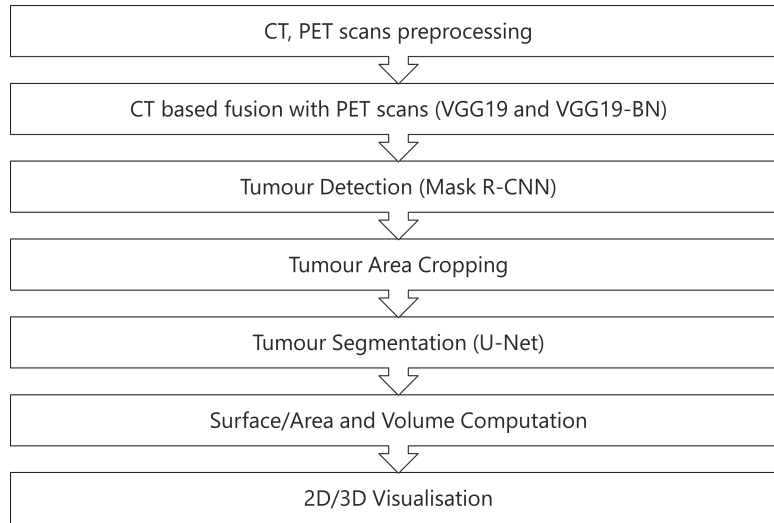 CT, PET scans preprocessing
CT based fusion with PET scans (VGG19 and VGG19-BN)
Tumour Detection (Mask R-CNN)
Tumour Area Cropping
Tumour Segmentation (U-Net)
Surface/Area and Volume Computation
2D/3D Visualisation